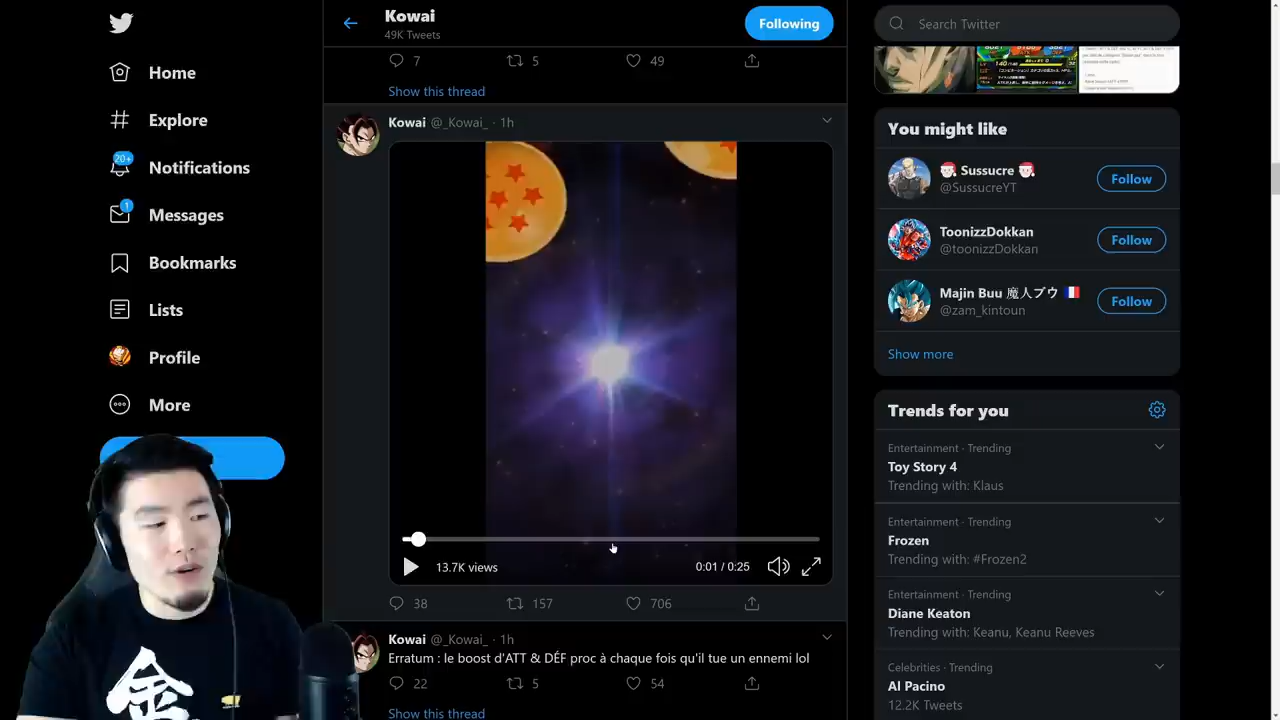 Home
Explore
20+
Notifications
1
Messages
Bookmarks
Lists
Profile
More
Kowai
49K Tweets
Following
5
49
Show this thread
Kowai @_Kowai_ · 1h
13.7K views
0:01 / 0:25
38
157
706
Kowai @_Kowai_ · 1h
Erratum : le boost d'ATT & DÉF proc à chaque fois qu'il tue un ennemi lol
22
5
54
Show this thread
Search Twitter
You might like
🎅 Sussucre 🎅
@SussucreYT
Follow
ToonizzDokkan
@toonizzDokkan
Follow
Majin Buu 魔人ブウ 🇫🇷
@zam_kintoun
Follow
Show more
Trends for you
Entertainment · Trending
Toy Story 4
Trending with: Klaus
Entertainment · Trending
Frozen
Trending with: #Frozen2
Entertainment · Trending
Diane Keaton
Trending with: Keanu, Keanu Reeves
Celebrities · Trending
Al Pacino
12.2K Tweets
金